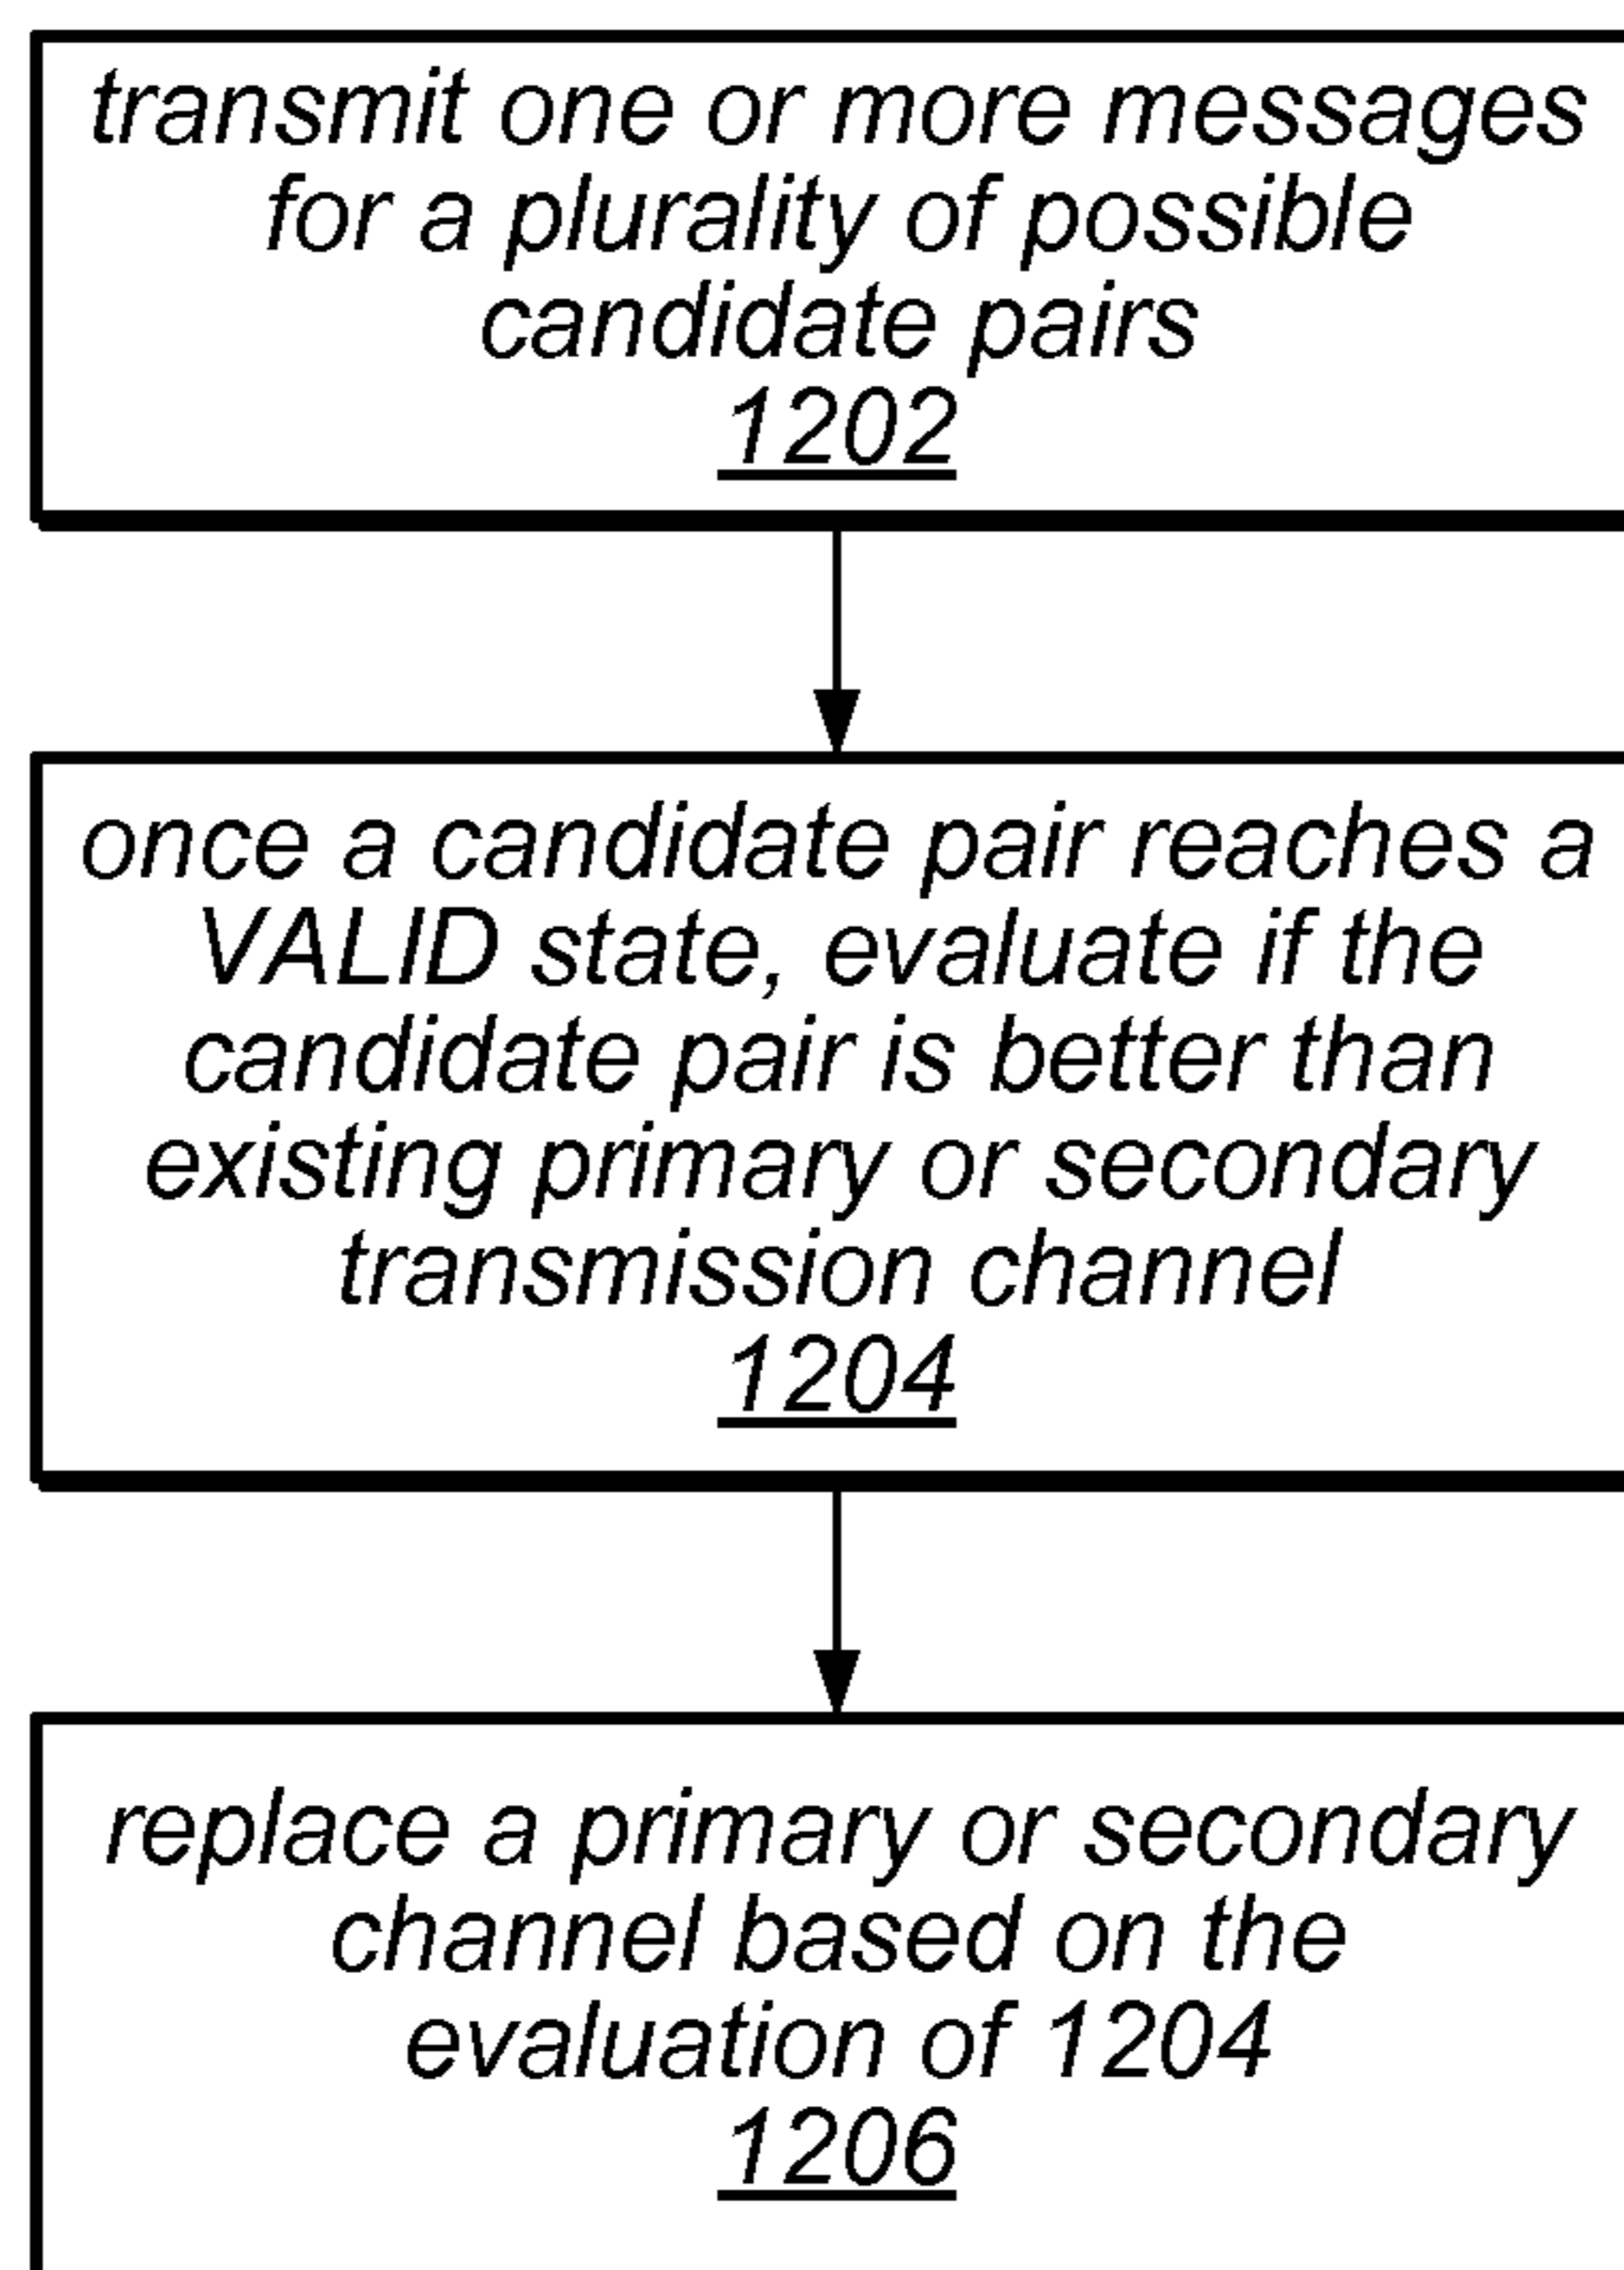 transmit one or more messages
for a plurality of possible
candidate pairs
1202
once a candidate pair reaches a
VALID state, evaluate if the
candidate pair is better than
existing primary or secondary
transmission channel
1204
replace a primary or secondary
channel based on the
evaluation of 1204
1206